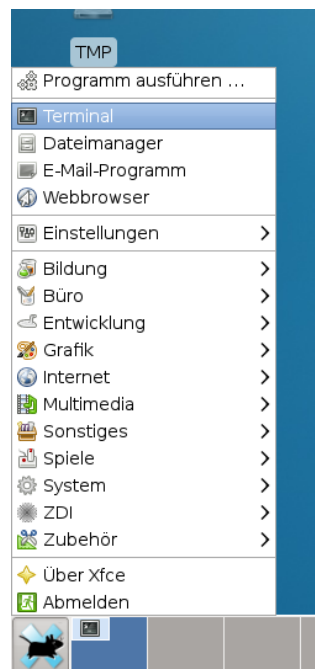 TMP
Programm ausführen ...
Terminal
Dateimanager
E-Mail-Programm
Webbrowser
Einstellungen
Bildung
Büro
Entwicklung
Grafik
Internet
Multimedia
Sonstiges
Spiele
System
ZDI
Zubehör
Über Xfce
Abmelden